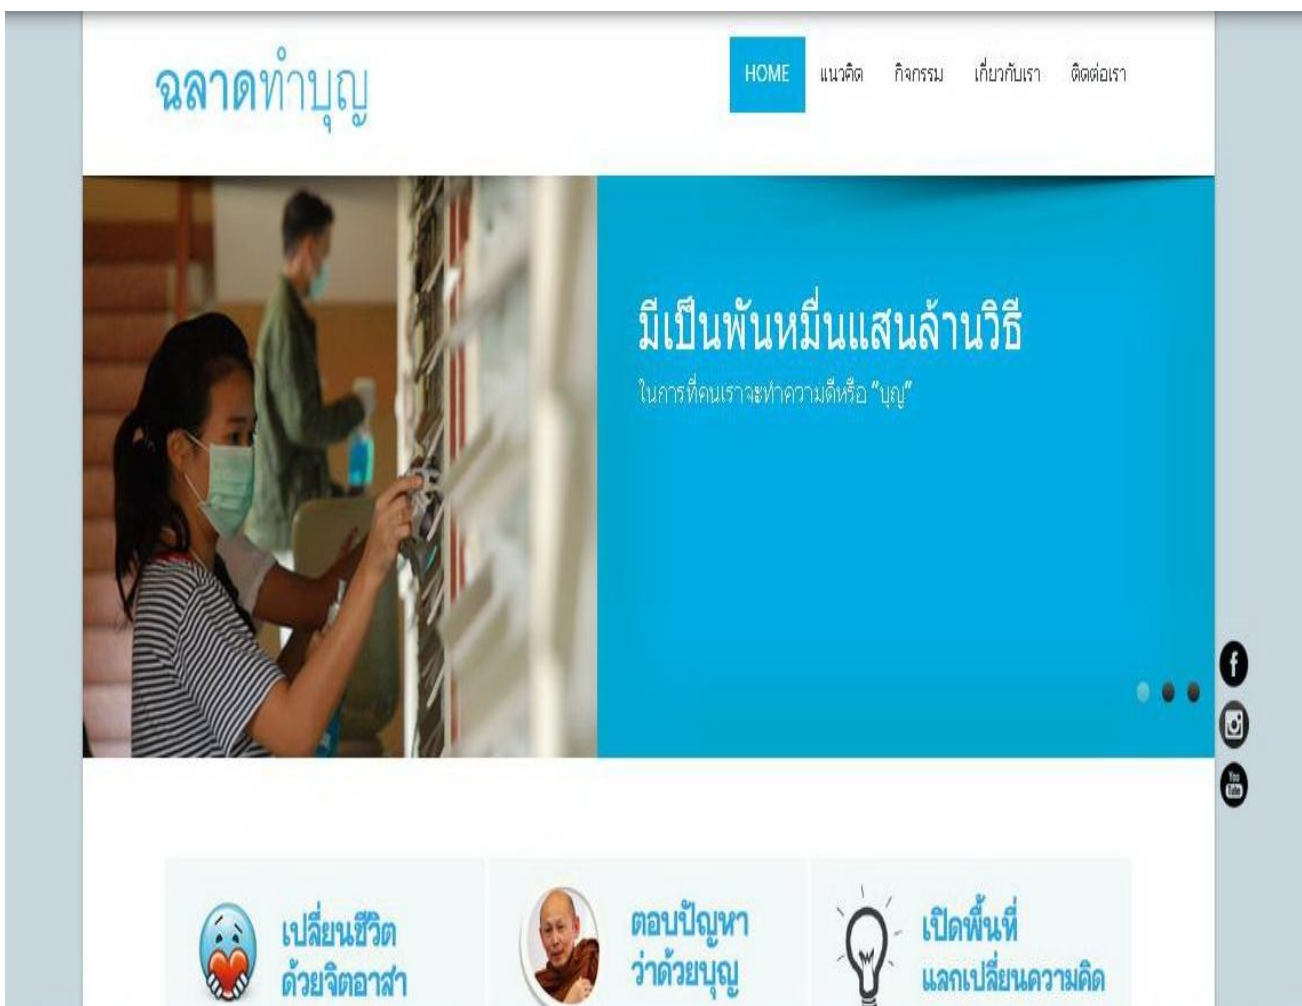 ฉลาดทำบุญ
HOME แนวคิด กิจกรรม เกี่ยวกับเรา ติดต่อเรา
มีเป็นพันหมื่นแสนล้านวิธี
ในการที่คนเราจะทำความดีหรือ “บุญ”
f
You
Tube
เปลี่ยนชีวิต
ด้วยจิตอาสา
ตอบปัญหา
ว่าด้วยบุญ
เปิดพื้นที่
แลกเปลี่ยนความคิด